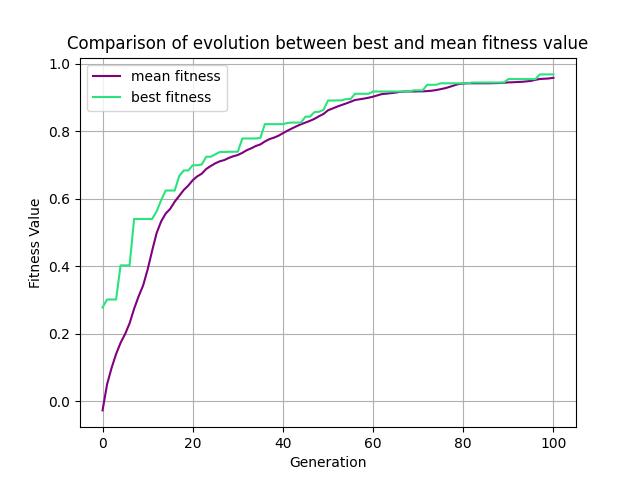 Comparison of evolution between best and mean fitness value
mean fitness
best fitness
1.0
0.8
0.6
0.4
0.2
0.0
Fitness Value
0 20 40 60 80 100
Generation